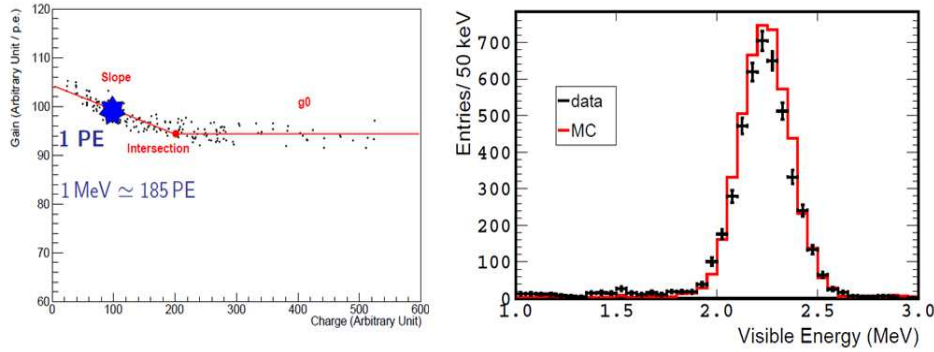 Gain (Arbitrary Unit / p.e.)
120
110
100
90
80
70
60
Slope
g0
1 PE
Intersection
1 MeV ≃ 185 PE
0 100 200 300 400 500 600
Charge (Arbitrary Unit)
Entries/ 50 keV
700
600
500
400
300
200
100
0
data
MC
1.0 1.5 2.0 2.5 3.0
Visible Energy (MeV)